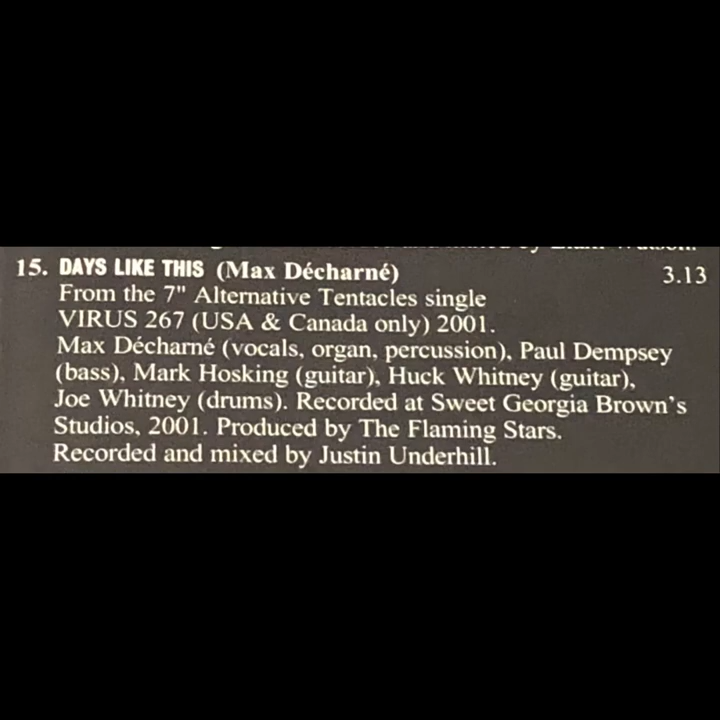 15. DAYS LIKE THIS (Max Décharné) 3.13
From the 7" Alternative Tentacles single
VIRUS 267 (USA & Canada only) 2001.
Max Décharné (vocals, organ, percussion), Paul Dempsey
(bass), Mark Hosking (guitar), Huck Whitney (guitar),
Joe Whitney (drums). Recorded at Sweet Georgia Brown's
Studios, 2001. Produced by The Flaming Stars.
Recorded and mixed by Justin Underhill.